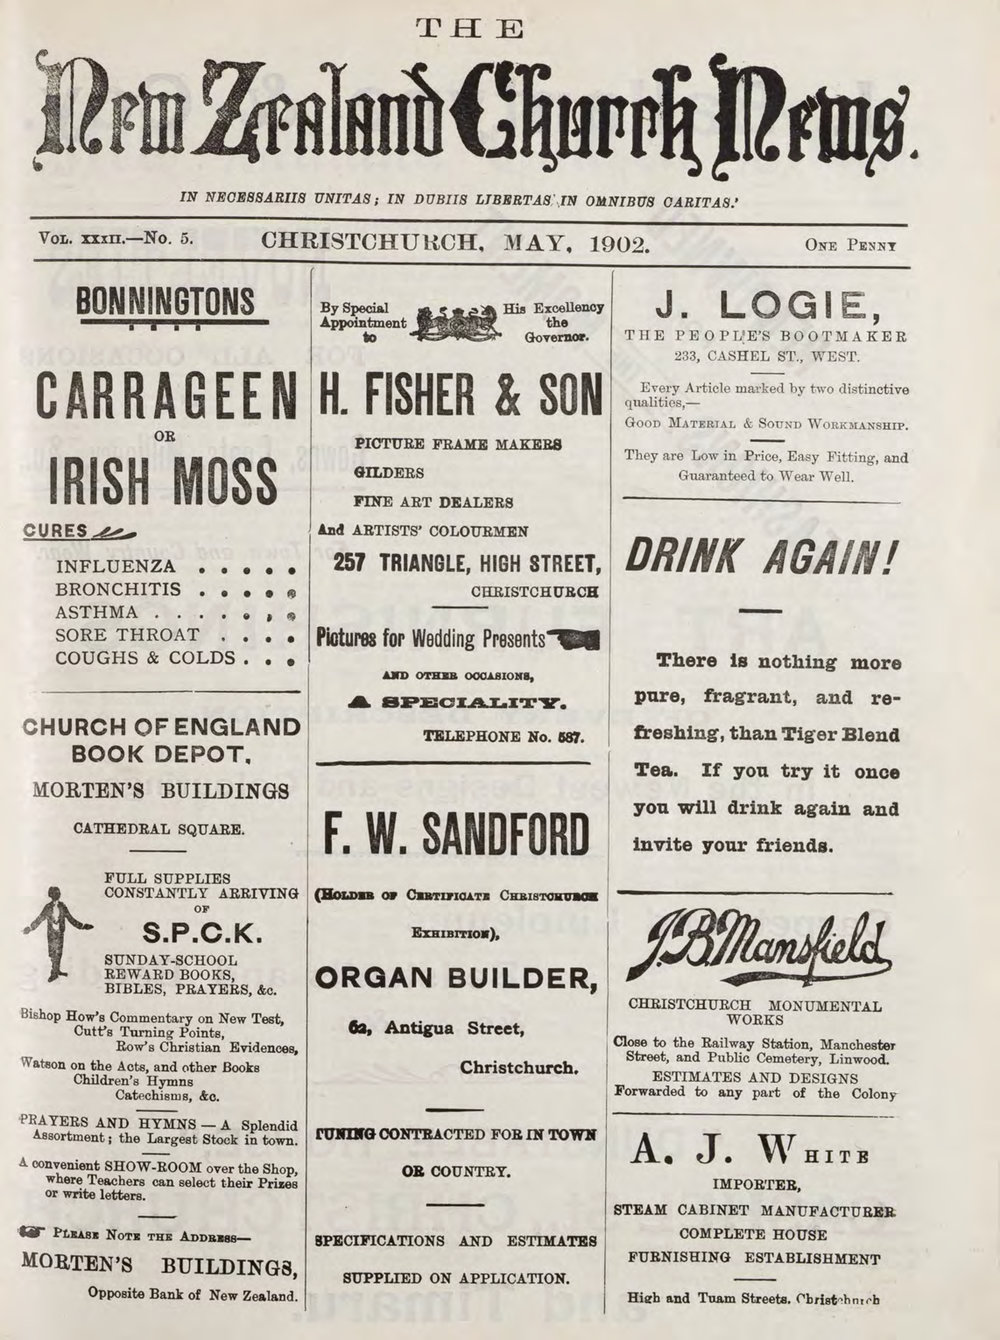 THE
New Zealand Church News.
IN NECESSARIIS UNITAS; IN DUBIIS LIBERTAS; IN OMNIBUS CARITAS.'
VOL. XXXII.—No. 5.
CHRISTCHURCH, MAY, 1902.
ONE PENNY
BONNINGTONS
CARRAGEEN
OR
IRISH MOSS
CURES
INFLUENZA . . . . .
BRONCHITIS . . . . .
ASTHMA . . . . . . .
SORE THROAT . . . .
COUGHS & COLDS . . .
CHURCH OF ENGLAND
BOOK DEPOT,
MORTEN'S BUILDINGS
CATHEDRAL SQUARE.
FULL SUPPLIES
CONSTANTLY ARRIVING
OF
S.P.C.K.
SUNDAY-SCHOOL
REWARD BOOKS,
BIBLES, PRAYERS, &c.
Bishop How's Commentary on New Test,
Cutt's Turning Points,
Row's Christian Evidences,
Watson on the Acts, and other Books
Children's Hymns
Catechisms, &c.
PRAYERS AND HYMNS — A Splendid
Assortment; the Largest Stock in town.
A convenient SHOW-ROOM over the Shop,
where Teachers can select their Prizes
or write letters.
PLEASE NOTE THE ADDRESS—
MORTEN'S BUILDINGS,
Opposite Bank of New Zealand.
By Special Appointment to
His Excellency the Governor.
H. FISHER & SON
PICTURE FRAME MAKERS
GILDERS
FINE ART DEALERS
And ARTISTS' COLOURMEN
257 TRIANGLE, HIGH STREET,
CHRISTCHURCH
Pictures for Wedding Presents
AND OTHER OCCASIONS,
A SPECIALITY.
TELEPHONE No. 587.
F. W. SANDFORD
(HOLDER OF CERTIFICATE CHRISTCHURCH
EXHIBITION),
ORGAN BUILDER,
6a, Antigua Street,
Christchurch.
TUNING CONTRACTED FOR IN TOWN
OR COUNTRY.
SPECIFICATIONS AND ESTIMATES
SUPPLIED ON APPLICATION.
J. LOGIE,
THE PEOPLE'S BOOTMAKER
233, CASHEL ST., WEST.
Every Article marked by two distinctive
qualities,—
GOOD MATERIAL & SOUND WORKMANSHIP.
They are Low in Price, Easy Fitting, and
Guaranteed to Wear Well.
DRINK AGAIN!
There is nothing more
pure, fragrant, and re-
freshing, than Tiger Blend
Tea. If you try it once
you will drink again and
invite your friends.
J.B. Mansfield
CHRISTCHURCH MONUMENTAL
WORKS
Close to the Railway Station, Manchester
Street, and Public Cemetery, Linwood.
ESTIMATES AND DESIGNS
Forwarded to any part of the Colony
A. J. WHITE
IMPORTER,
STEAM CABINET MANUFACTURER
COMPLETE HOUSE
FURNISHING ESTABLISHMENT
High and Tuam Streets. Christchurch